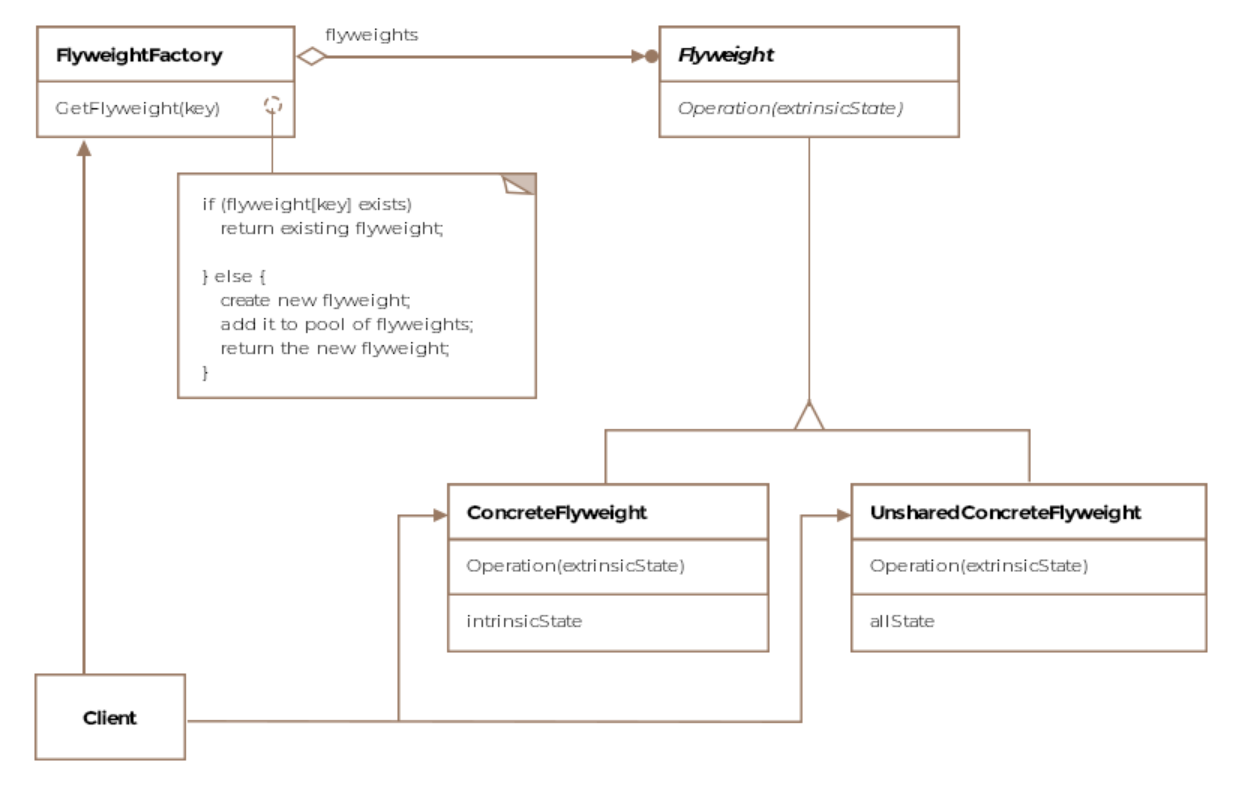 flyweights
FlyweightFactory
GetFlyweight(key)
Flyweight
Operation(extrinsicState)
if (flyweight[key] exists)
return existing flyweight;
} else {
create new flyweight;
add it to pool of flyweights;
return the new flyweight;
}
ConcreteFlyweight
Operation(extrinsicState)
intrinsicState
UnsharedConcreteFlyweight
Operation(extrinsicState)
allState
Client